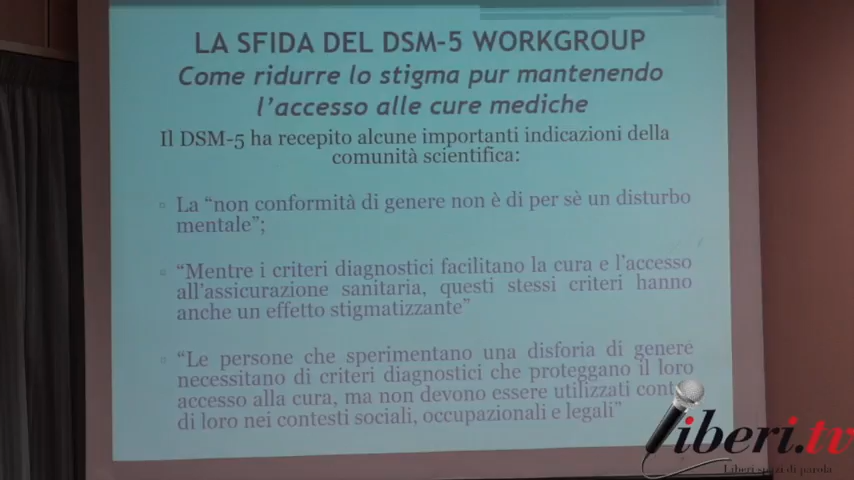 LA SFIDA DEL DSM-5 WORKGROUP
Come ridurre lo stigma pur mantenendo
l'accesso alle cure mediche
Il DSM-5 ha recepito alcune importanti indicazioni della
comunità scientifica:
La "non conformità di genere non è di per sè un disturbo
mentale";
"Mentre i criteri diagnostici facilitano la cura e l'accesso
all'assicurazione sanitaria, questi stessi criteri hanno
anche un effetto stigmatizzante"
"Le persone che sperimentano una disforia di genere
necessitano di criteri diagnostici che proteggano il loro
accesso alla cura, ma non devono essere utilizzati
di loro nei contesti sociali, occupazionali e legali"
liberi.tv
Liberi spazi di parola